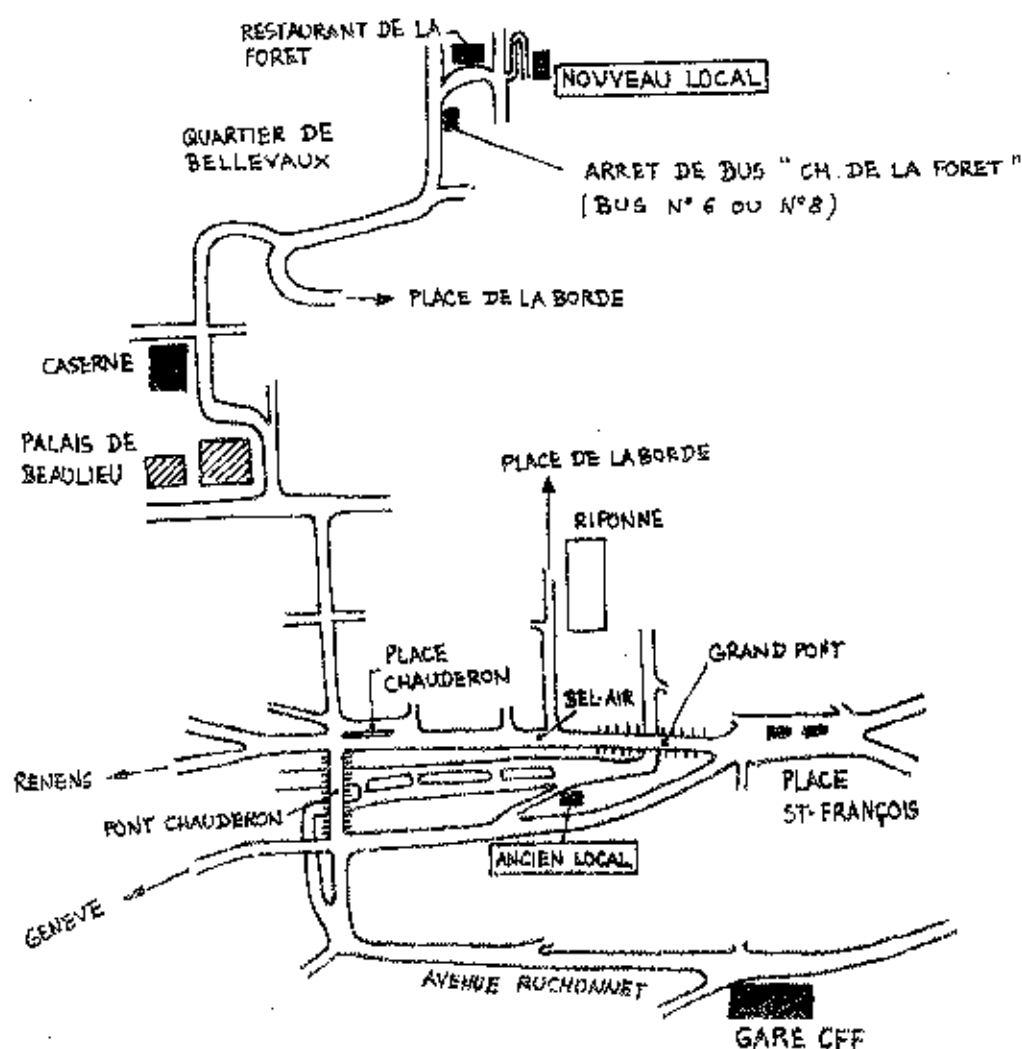 RESTAURANT DE LA
FORET
NOUVEAU LOCAL
QUARTIER DE
BELLEVAUX
ARRET DE BUS " CH. DE LA FORET "
(BUS N° 6 OU N°8)
PLACE DE LA BORDE
CASERNE
PALAIS DE
BEAULIEU
PLACE DE LA BORDE
RIPONNE
PLACE
CHAUDERON
GRAND PONT
BEL-AIR
RENENS
PLACE
ST-FRANÇOIS
PONT CHAUDERON
ANCIEN LOCAL
GENEVE
AVENUE RUCHONNET
GARE CFF